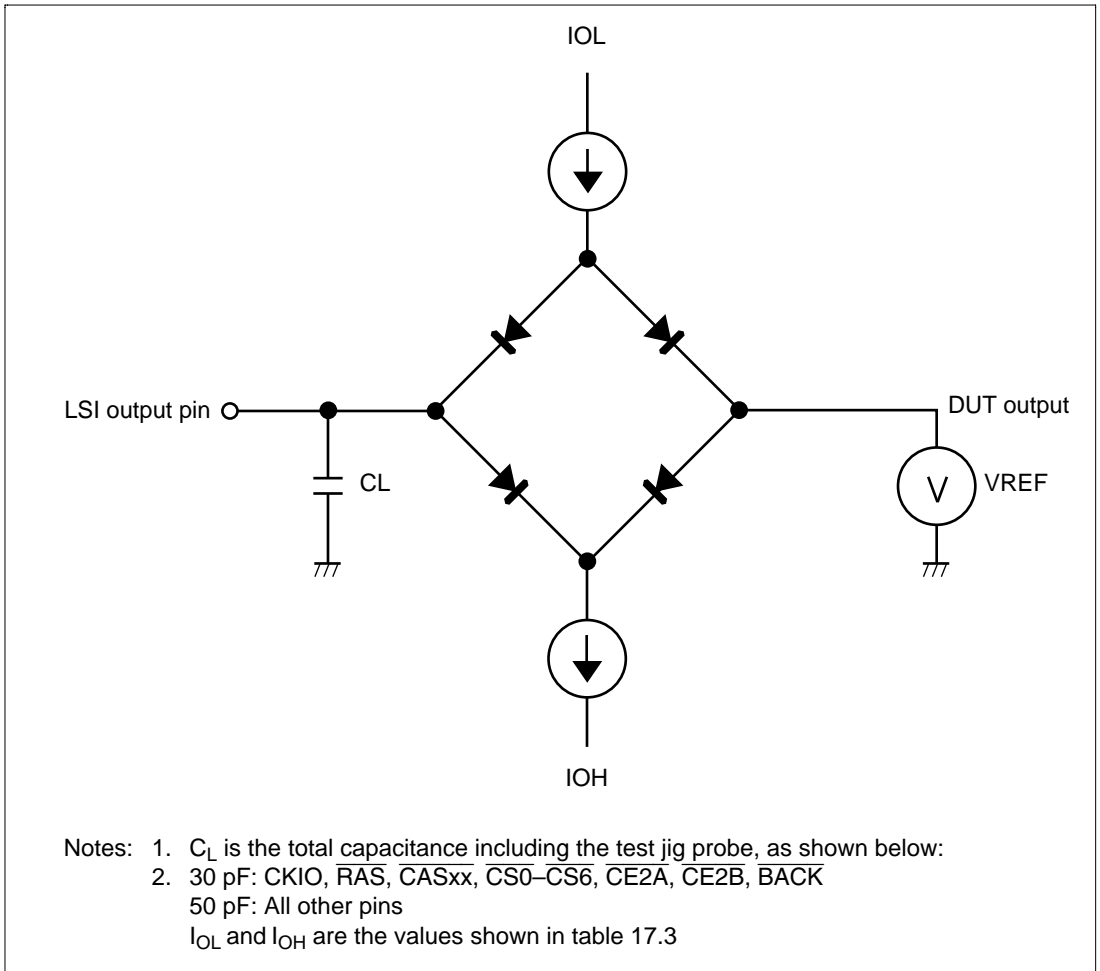 IOL
LSI output pin
DUT output
CL
V
VREF
IOH
Notes: 1. CL is the total capacitance including the test jig probe, as shown below:
2. 30 pF: CKIO, RAS, CASxx, CS0–CS6, CE2A, CE2B, BACK
50 pF: All other pins
IOL and IOH are the values shown in table 17.3